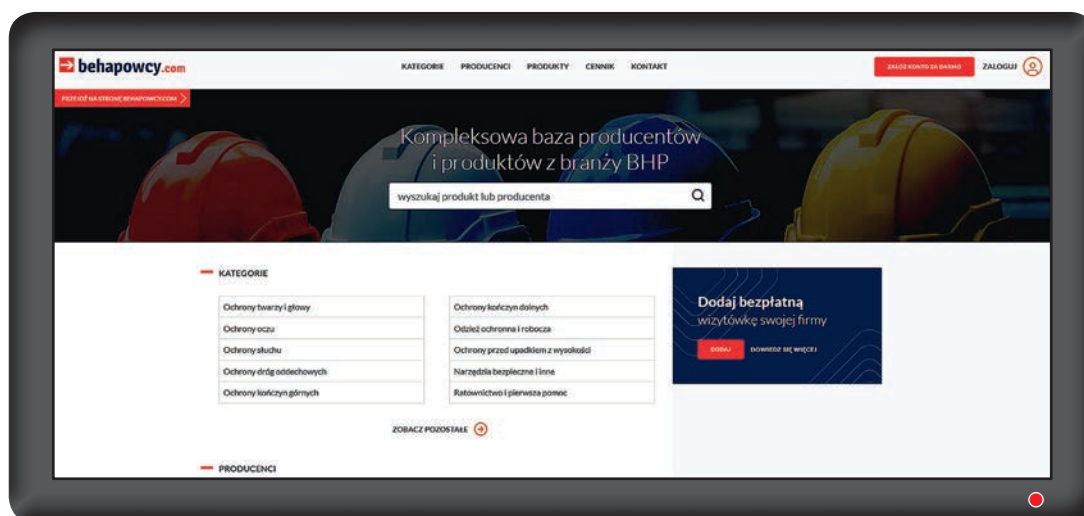 behapowcy.com
KATEGORIE PRODUCENCI PRODUKTY CENNIK KONTAKT
ZAŁÓŻ KONTO ZA DARMO
ZALOGUJ
PRZEJDŹ NA STRONĘ BEHAPOWCY.COM
Kompleksowa baza producentów
i produktów z branży BHP
wyszukaj produkt lub producenta
KATEGORIE
Ochrony twarzy i głowy
Ochrony oczu
Ochrony słuchu
Ochrony dróg oddechowych
Ochrony kończyn górnych
Ochrony kończyn dolnych
Odzież ochronna i robocza
Ochrony przed upadkiem z wysokości
Narzędzia bezpieczne i inne
Ratownictwo i pierwsza pomoc
ZOBACZ POZOSTAŁE
Dodaj bezpłatną
wizytówkę swojej firmy
DODAJ DOWIEDZ SIĘ WIĘCEJ
PRODUCENCI